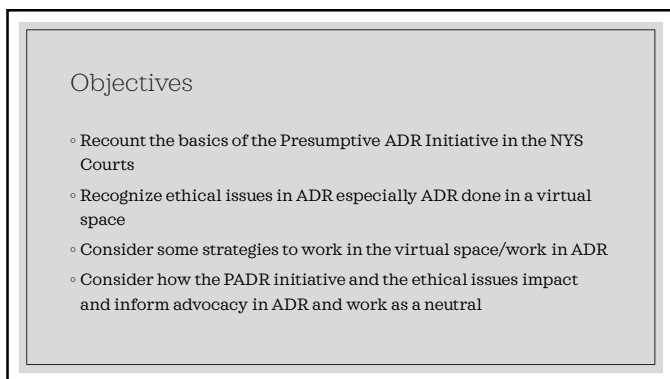 Objectives
◦ Recount the basics of the Presumptive ADR Initiative in the NYS
Courts
◦ Recognize ethical issues in ADR especially ADR done in a virtual
space
◦ Consider some strategies to work in the virtual space/work in ADR
◦ Consider how the PADR initiative and the ethical issues impact
and inform advocacy in ADR and work as a neutral